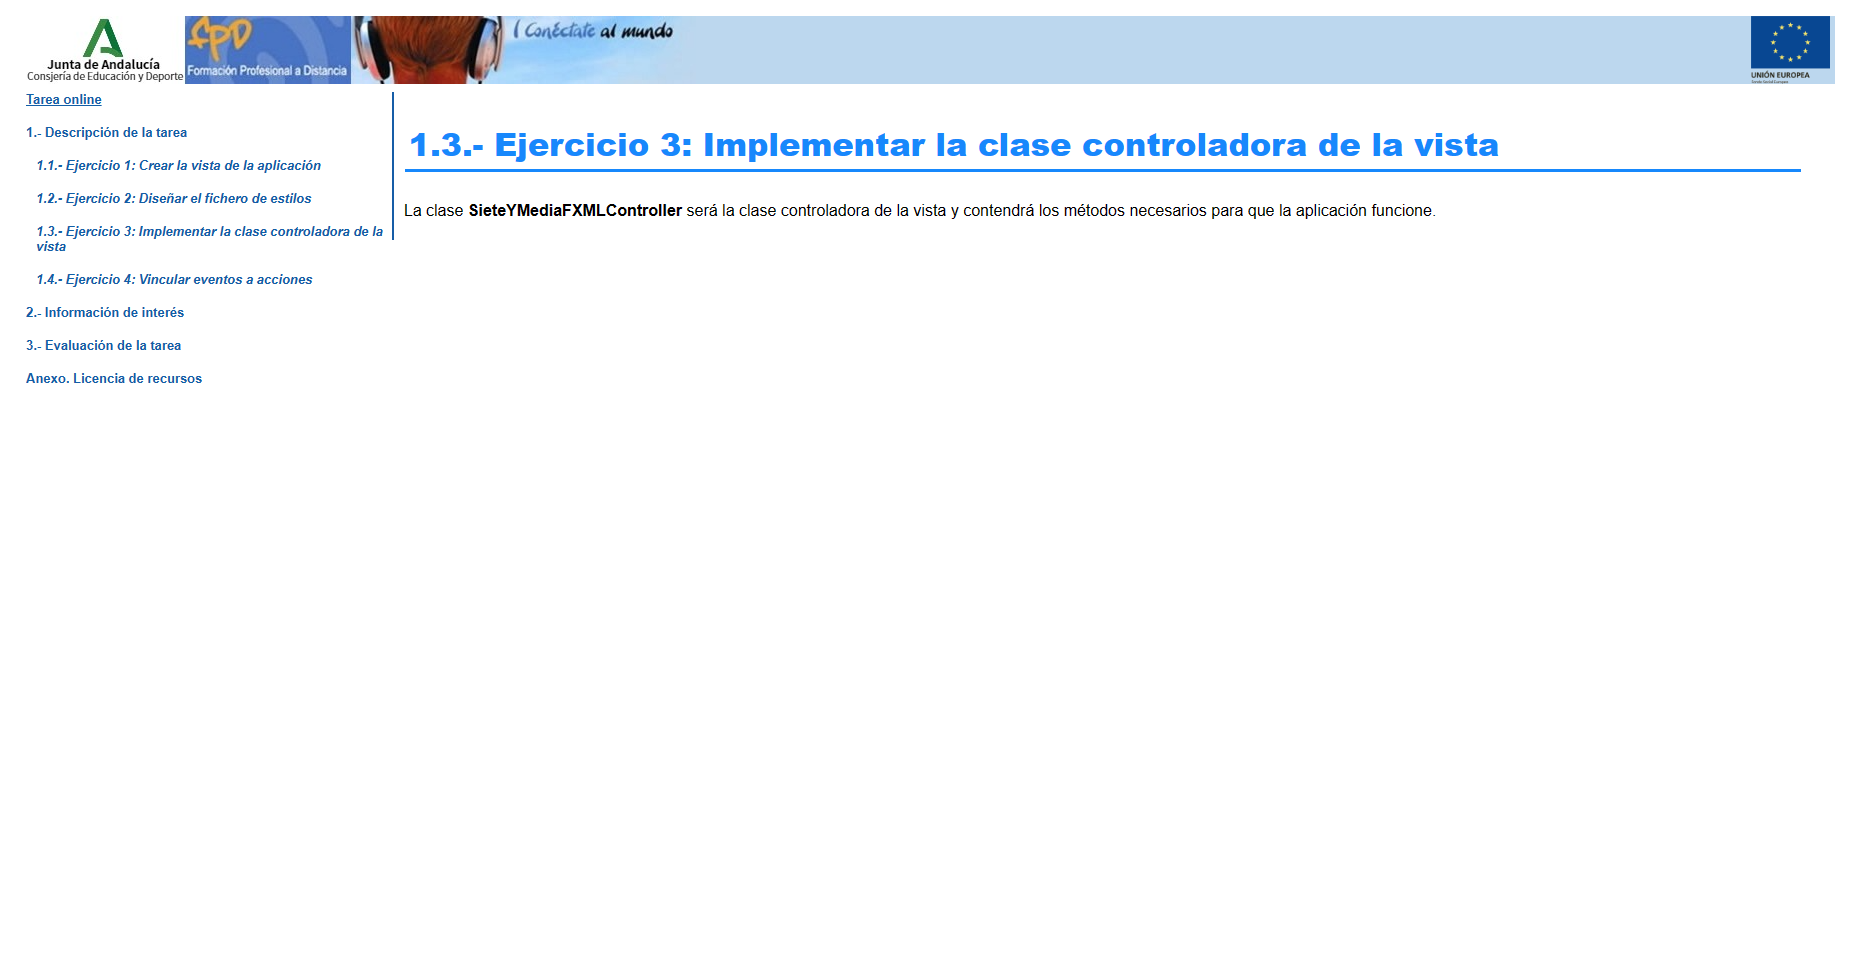 Junta de Andalucía
Consejería de Educación y Deporte
fpD
Formación Profesional a Distancia
Conéctate al mundo
UNIÓN EUROPEA
Fondo Social Europeo
Tarea online
1.- Descripción de la tarea
1.1.- Ejercicio 1: Crear la vista de la aplicación
1.2.- Ejercicio 2: Diseñar el fichero de estilos
1.3.- Ejercicio 3: Implementar la clase controladora de la
vista
1.4.- Ejercicio 4: Vincular eventos a acciones
2.- Información de interés
3.- Evaluación de la tarea
Anexo. Licencia de recursos
1.3.- Ejercicio 3: Implementar la clase controladora de la vista
La clase SieteYMediaFXMLController será la clase controladora de la vista y contendrá los métodos necesarios para que la aplicación funcione.